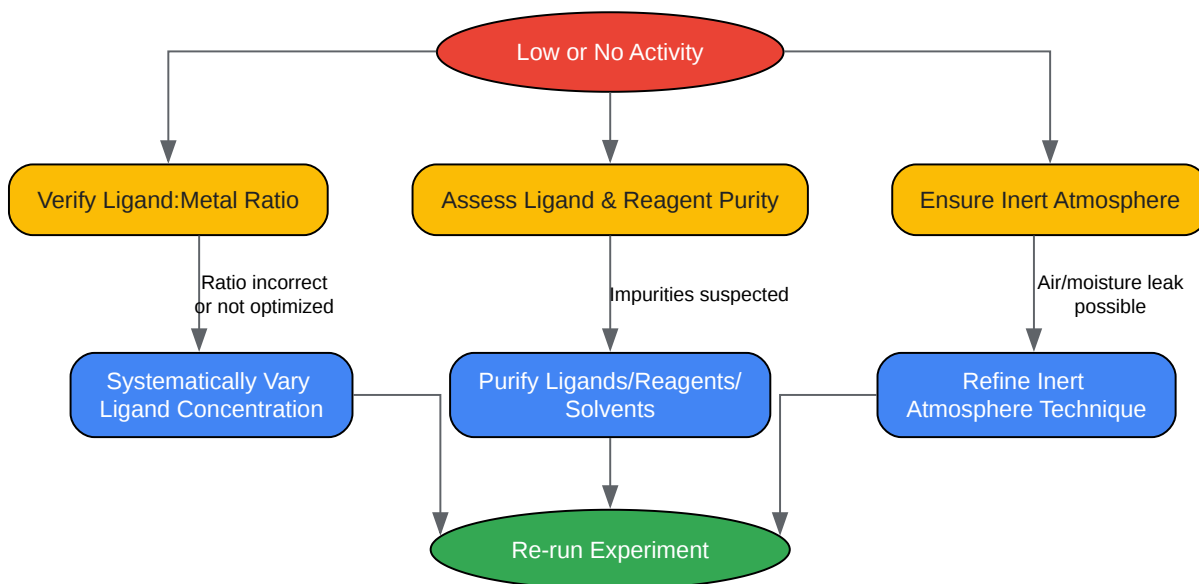 Low or No Activity
Verify Ligand:Metal Ratio
Assess Ligand & Reagent Purity
Ensure Inert Atmosphere
Ratio incorrect
or not optimized
Impurities suspected
Air/moisture leak
possible
Systematically Vary
Ligand Concentration
Purify Ligands/Reagents/
Solvents
Refine Inert
Atmosphere Technique
Re-run Experiment